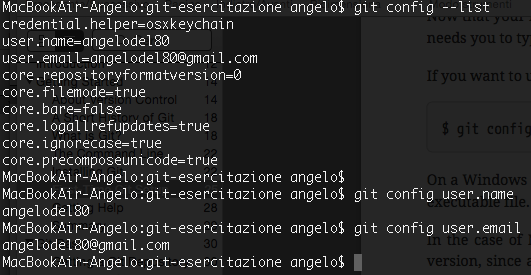 MacBookAir-Angelo:git-esercitazione angelo$ git config --list
credential.helper=osxkeychain
user.name=angelodel80
user.email=angelodel80@gmail.com
core.repositoryformatversion=0
core.filemode=true
core.bare=false
core.logallrefupdates=true
core.ignorecase=true
core.precomposeunicode=true
MacBookAir-Angelo:git-esercitazione angelo$
MacBookAir-Angelo:git-esercitazione angelo$ git config user.name
angelodel80
MacBookAir-Angelo:git-esercitazione angelo$ git config user.email
angelodel80@gmail.com
MacBookAir-Angelo:git-esercitazione angelo$
needs you to ty
If you want to u
$ git config
On a Windows
executable file.
In the case of
version, since
About Version Control 14